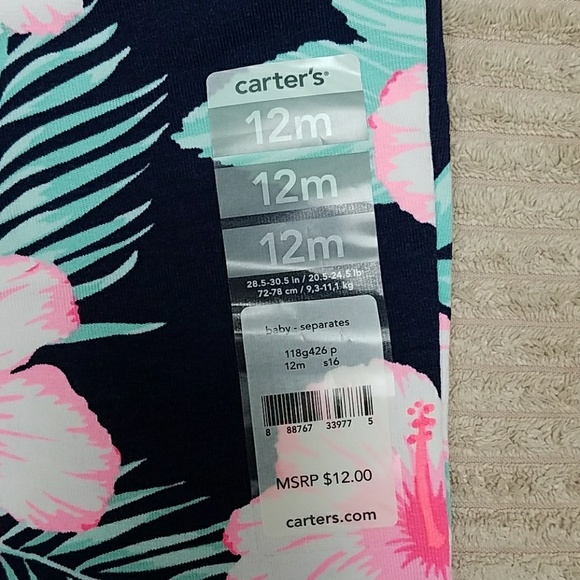 carter's®
12m
12m
12m
28.5-30.5 in / 20.5-24.5 lb
72-78 cm / 9,3-11,1 kg
baby - separates
118g426 p
12m s16
8 88767 33977 5
MSRP $12.00
carters.com